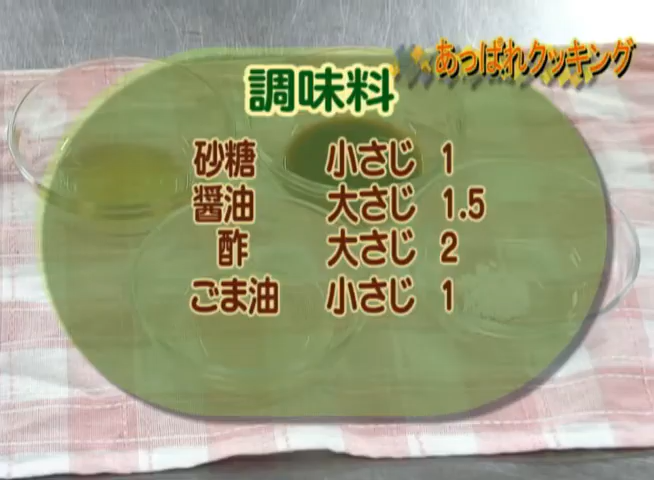 あっぱれクッキング
調味料
砂糖 小さじ 1
醤油 大さじ 1.5
酢 大さじ 2
ごま油 小さじ 1